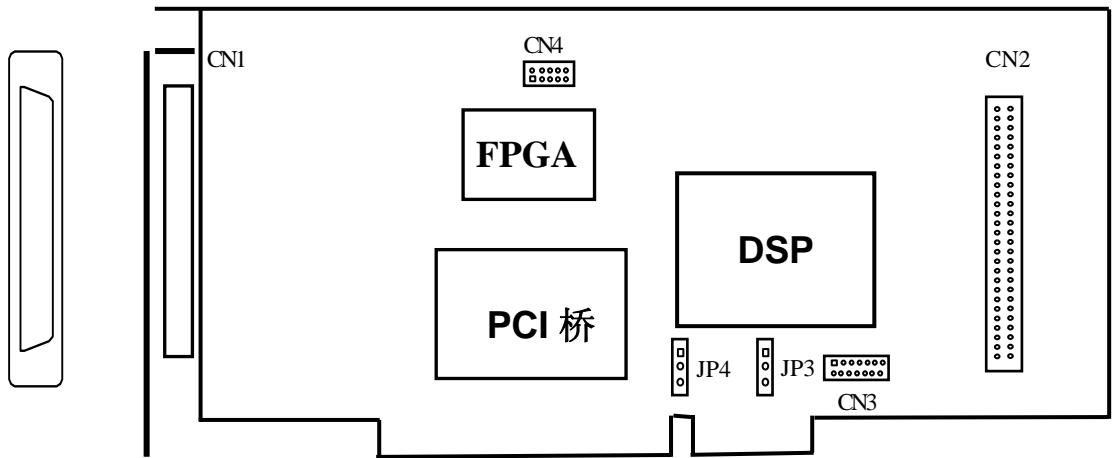 CN1
CN4
CN2
FPGA
DSP
PCI 桥
JP4
JP3
CN3